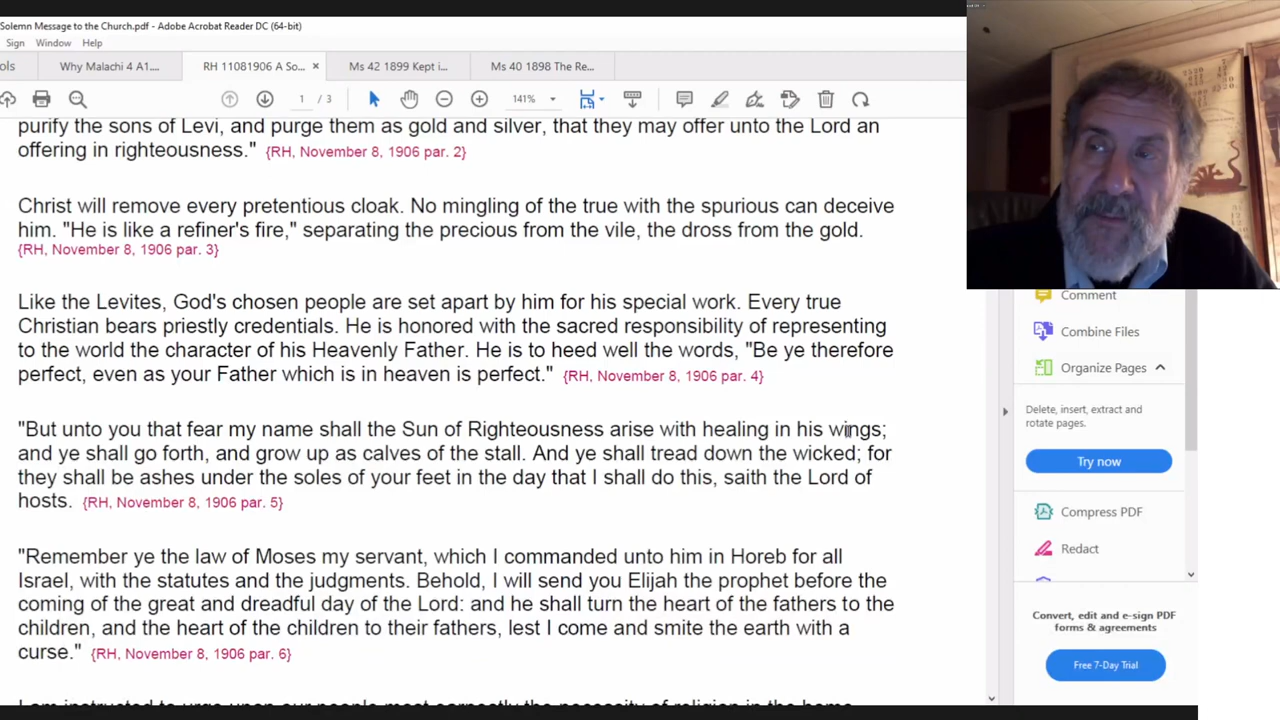 Solemn Message to the Church.pdf - Adobe Acrobat Reader DC (64-bit)
Sign Window Help
Why Malachi 4 A1.... RH 11081906 A So... × Ms 42 1899 Kept i... Ms 40 1898 The Re...
1 / 3 141%
purify the sons of Levi, and purge them as gold and silver, that they may offer unto the Lord an
offering in righteousness." {RH, November 8, 1906 par. 2}
Christ will remove every pretentious cloak. No mingling of the true with the spurious can deceive
him. "He is like a refiner's fire," separating the precious from the vile, the dross from the gold.
{RH, November 8, 1906 par. 3}
Like the Levites, God's chosen people are set apart by him for his special work. Every true
Christian bears priestly credentials. He is honored with the sacred responsibility of representing
to the world the character of his Heavenly Father. He is to heed well the words, "Be ye therefore
perfect, even as your Father which is in heaven is perfect." {RH, November 8, 1906 par. 4}
"But unto you that fear my name shall the Sun of Righteousness arise with healing in his wings;
and ye shall go forth, and grow up as calves of the stall. And ye shall tread down the wicked; for
they shall be ashes under the soles of your feet in the day that I shall do this, saith the Lord of
hosts. {RH, November 8, 1906 par. 5}
"Remember ye the law of Moses my servant, which I commanded unto him in Horeb for all
Israel, with the statutes and the judgments. Behold, I will send you Elijah the prophet before the
coming of the great and dreadful day of the Lord: and he shall turn the heart of the fathers to the
children, and the heart of the children to their fathers, lest I come and smite the earth with a
curse." {RH, November 8, 1906 par. 6}
I am instructed to urge upon our people most earnestly the necessity of religion in the home
Comment
Combine Files
Organize Pages
Delete, insert, extract and
rotate pages.
Try now
Compress PDF
Redact
Convert, edit and e-sign PDF
forms & agreements
Free 7-Day Trial